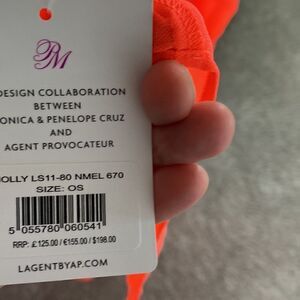 PM
DESIGN COLLABORATION
BETWEEN
ONICA & PENELOPE CRUZ
AND
AGENT PROVOCATEUR
OLLY LS11-80 NMEL 670
SIZE: OS
5 055780 060541
RRP: £125.00 / €155.00 / $198.00
LAGENTBYAP.COM